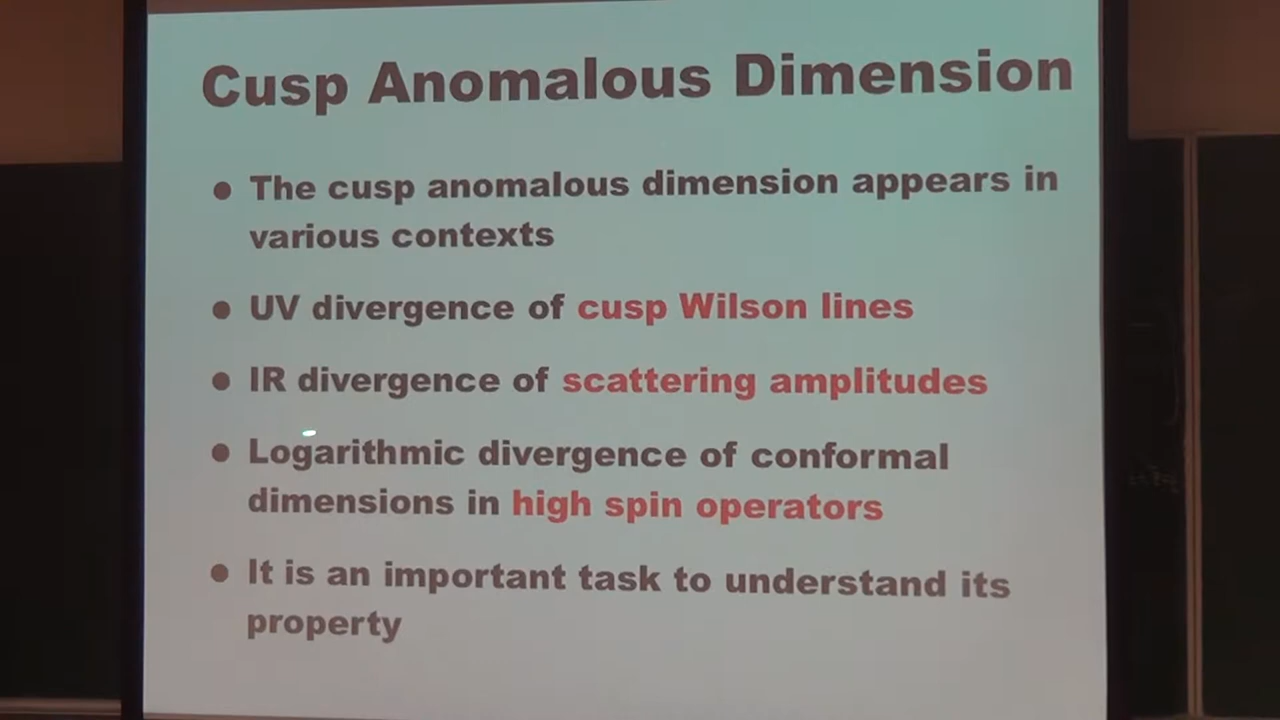 Cusp Anomalous Dimension
• The cusp anomalous dimension appears in
various contexts
• UV divergence of cusp Wilson lines
• IR divergence of scattering amplitudes
• Logarithmic divergence of conformal
dimensions in high spin operators
• It is an important task to understand its
property